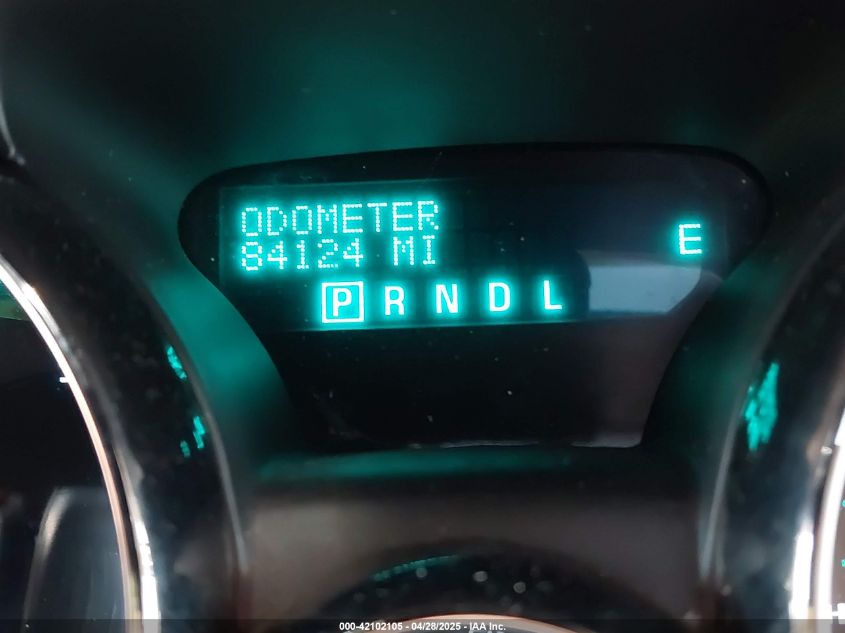 ODOMETER
84124 MI
E
P R N D L
000-42102105 - 04/28/2025 - IAA Inc.